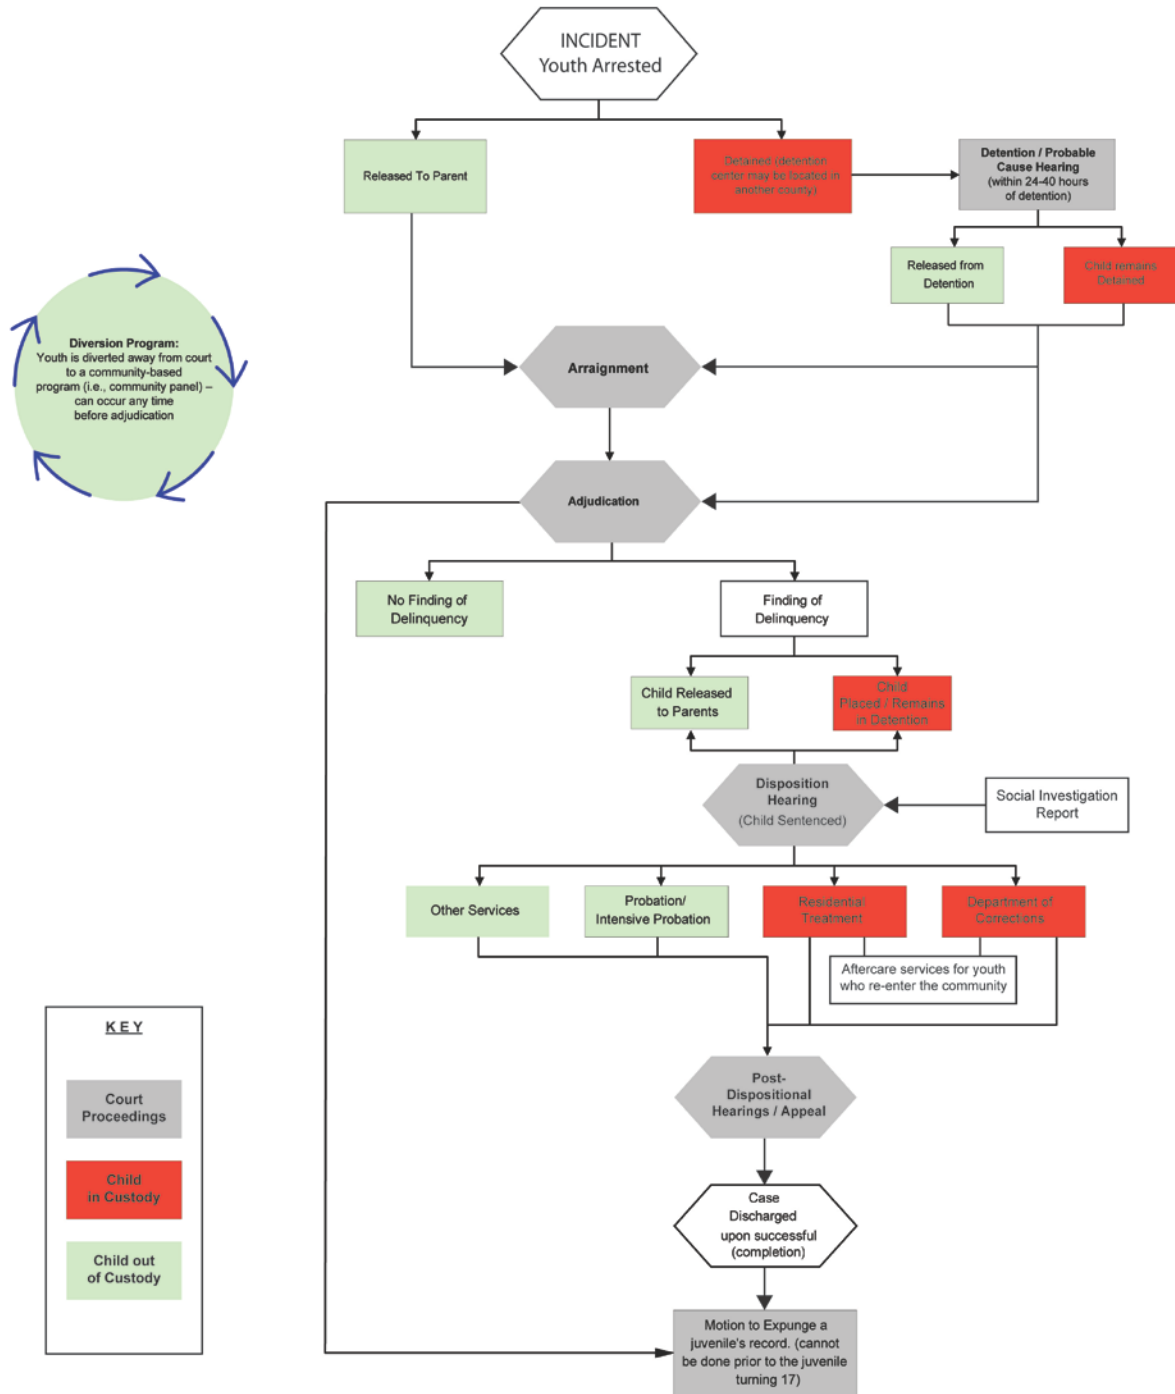 INCIDENT
Youth Arrested
Released To Parent
Detained utetention
center may be located in
another county)
Detention / Probable
Cause Hearing
(within 24-40 hours
of detention)
Released from
Detention
Child remains
Detained
Diversion Program:
Youth is diverted away from court
to a community-based
program (i.e., community panel) –
can occur any time
before adjudication
Arraignment
Adjudication
No Finding of
Delinquency
Finding of
Delinquency
Child Released
to Parents
Child
Placed / Remains
in Detention
Disposition
Hearing
(Child Sentenced)
Social Investigation
Report
Other Services
Probation/
Intensive Probation
Residential
Treatment
Department of
Corrections
Aftercare services for youth
who re-enter the community
Post-
Dispositional
Hearings / Appeal
Case
Discharged
upon successful
(completion)
Motion to Expunge a
juvenile's record. (cannot
be done prior to the juvenile
turning 17)
KEY
Court
Proceedings
Child
in Custody
Child out
of Custody